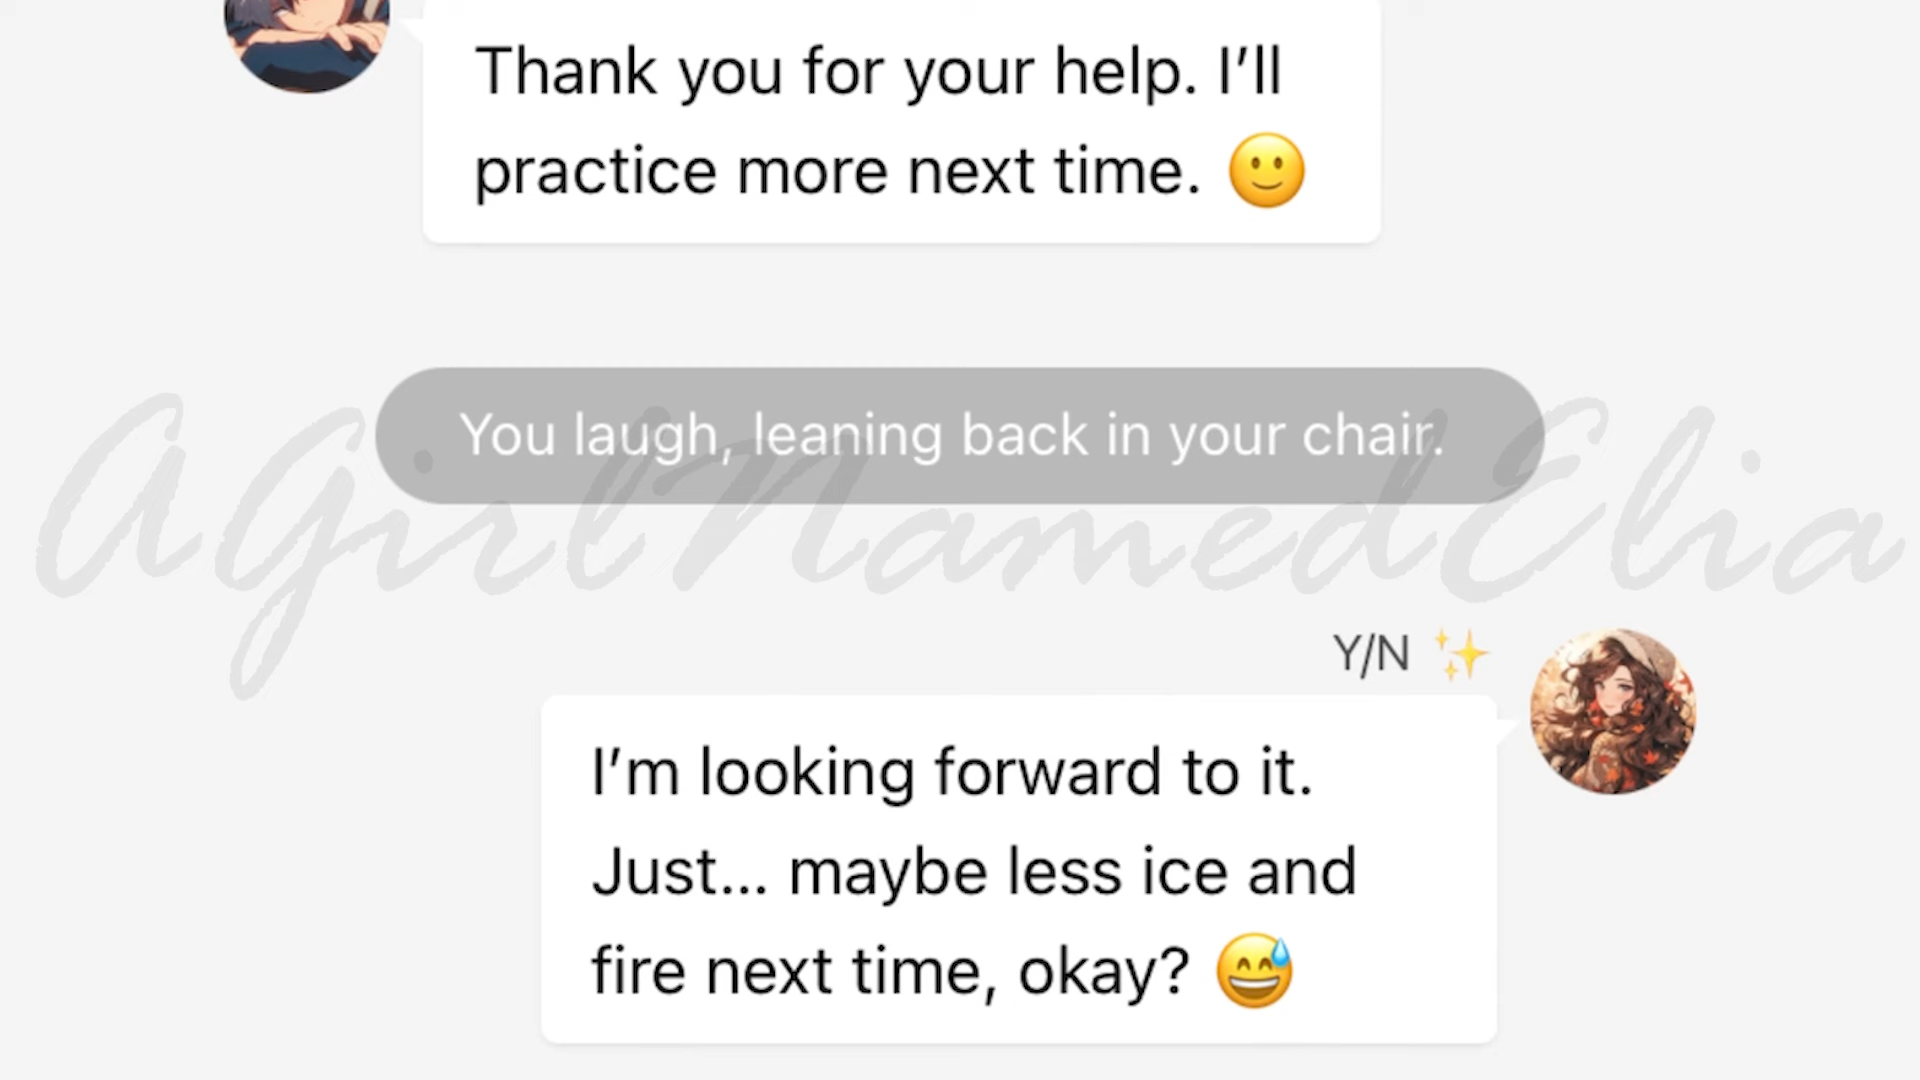 Thank you for your help. I’ll
practice more next time. 🙂
You laugh, leaning back in your chair.
AGirlNamedElia
Y/N ✨
I’m looking forward to it.
Just... maybe less ice and
fire next time, okay? 😅